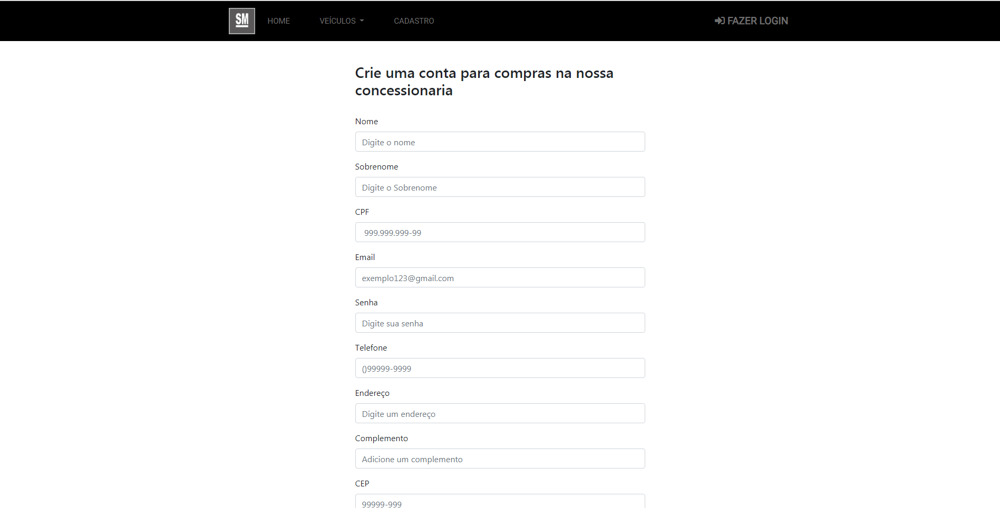 SM HOME VEÍCULOS CADASTRO FAZER LOGIN
Crie uma conta para compras na nossa
concessionaria
Nome
Digite o nome
Sobrenome
Digite o Sobrenome
CPF
999.999.999-99
Email
exemplo123@gmail.com
Senha
Digite sua senha
Telefone
()99999-9999
Endereço
Digite um endereço
Complemento
Adicione um complemento
CEP
99999-999